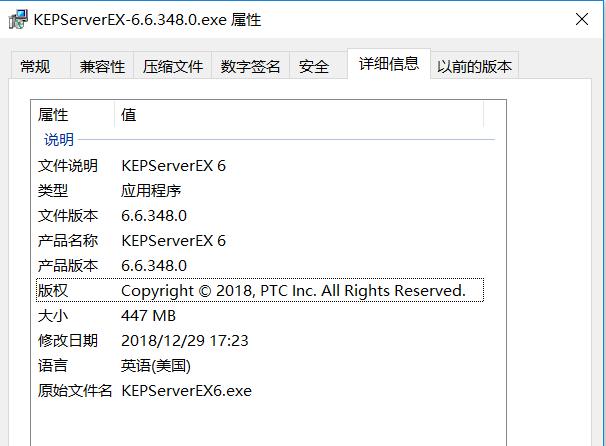 KEPServerEX-6.6.348.0.exe 属性
常规 兼容性 压缩文件 数字签名 安全 详细信息 以前的版本
属性 值
说明
文件说明 KEPServerEX 6
类型 应用程序
文件版本 6.6.348.0
产品名称 KEPServerEX 6
产品版本 6.6.348.0
版权 Copyright © 2018, PTC Inc. All Rights Reserved.
大小 447 MB
修改日期 2018/12/29 17:23
语言 英语(美国)
原始文件名 KEPServerEX6.exe